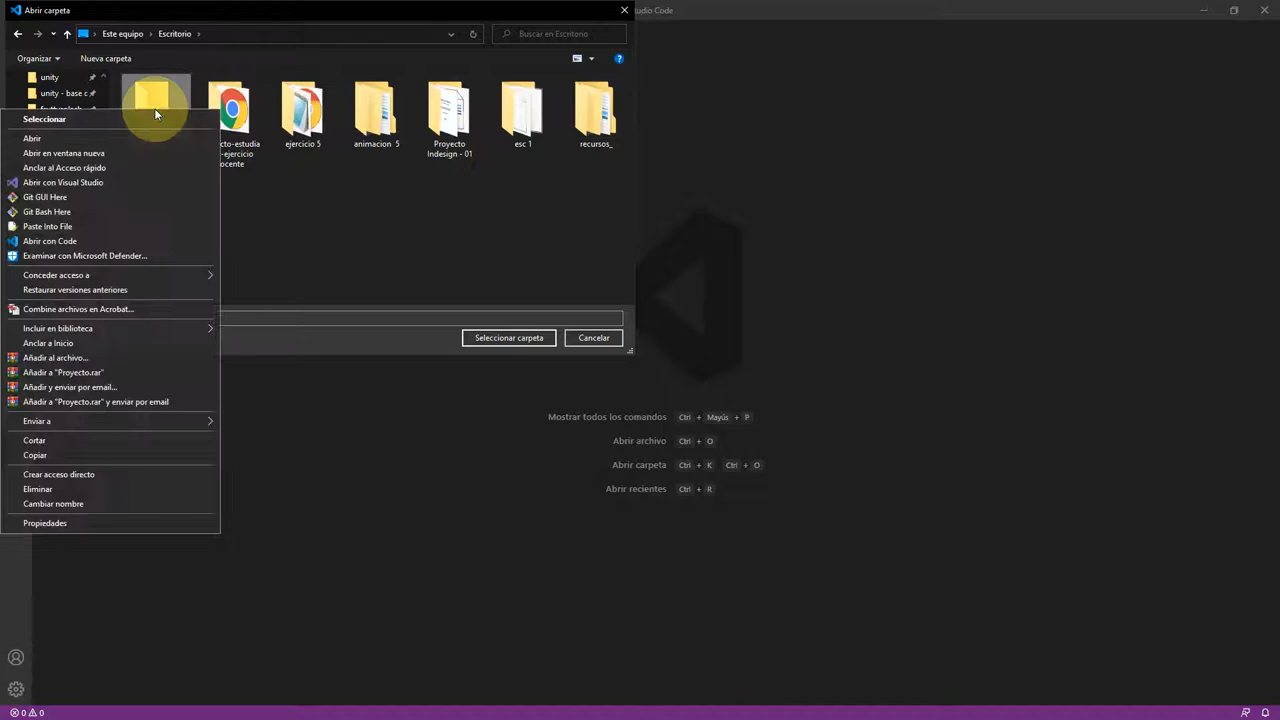 Abrir carpeta
Studio Code
Este equipo
Escritorio
Buscar en Escritorio
Organizar
Nueva carpeta
unity
unity - base c
ocente
ejercicio
ejercicio 5
animacion 5
Proyecto
Indesign - 01
esc 1
recursos_
Seleccionar
Abrir
Abrir en ventana nueva
Anclar al Acceso rápido
Abrir con Visual Studio
Git GUI Here
Git Bash Here
Paste Into File
Abrir con Code
Examinar con Microsoft Defender...
Conceder acceso a
Restaurar versiones anteriores
Combine archivos en Acrobat...
Incluir en biblioteca
Anclar a Inicio
Añadir al archivo...
Añadir a "Proyecto.rar"
Añadir y enviar por email...
Añadir a "Proyecto.rar" y enviar por email
Enviar a
Cortar
Copiar
Crear acceso directo
Eliminar
Cambiar nombre
Propiedades
Seleccionar carpeta
Cancelar
Mostrar todos los comandos Ctrl + Mayús + P
Abrir archivo Ctrl + O
Abrir carpeta Ctrl + K Ctrl + O
Abrir recientes Ctrl + R
0 0